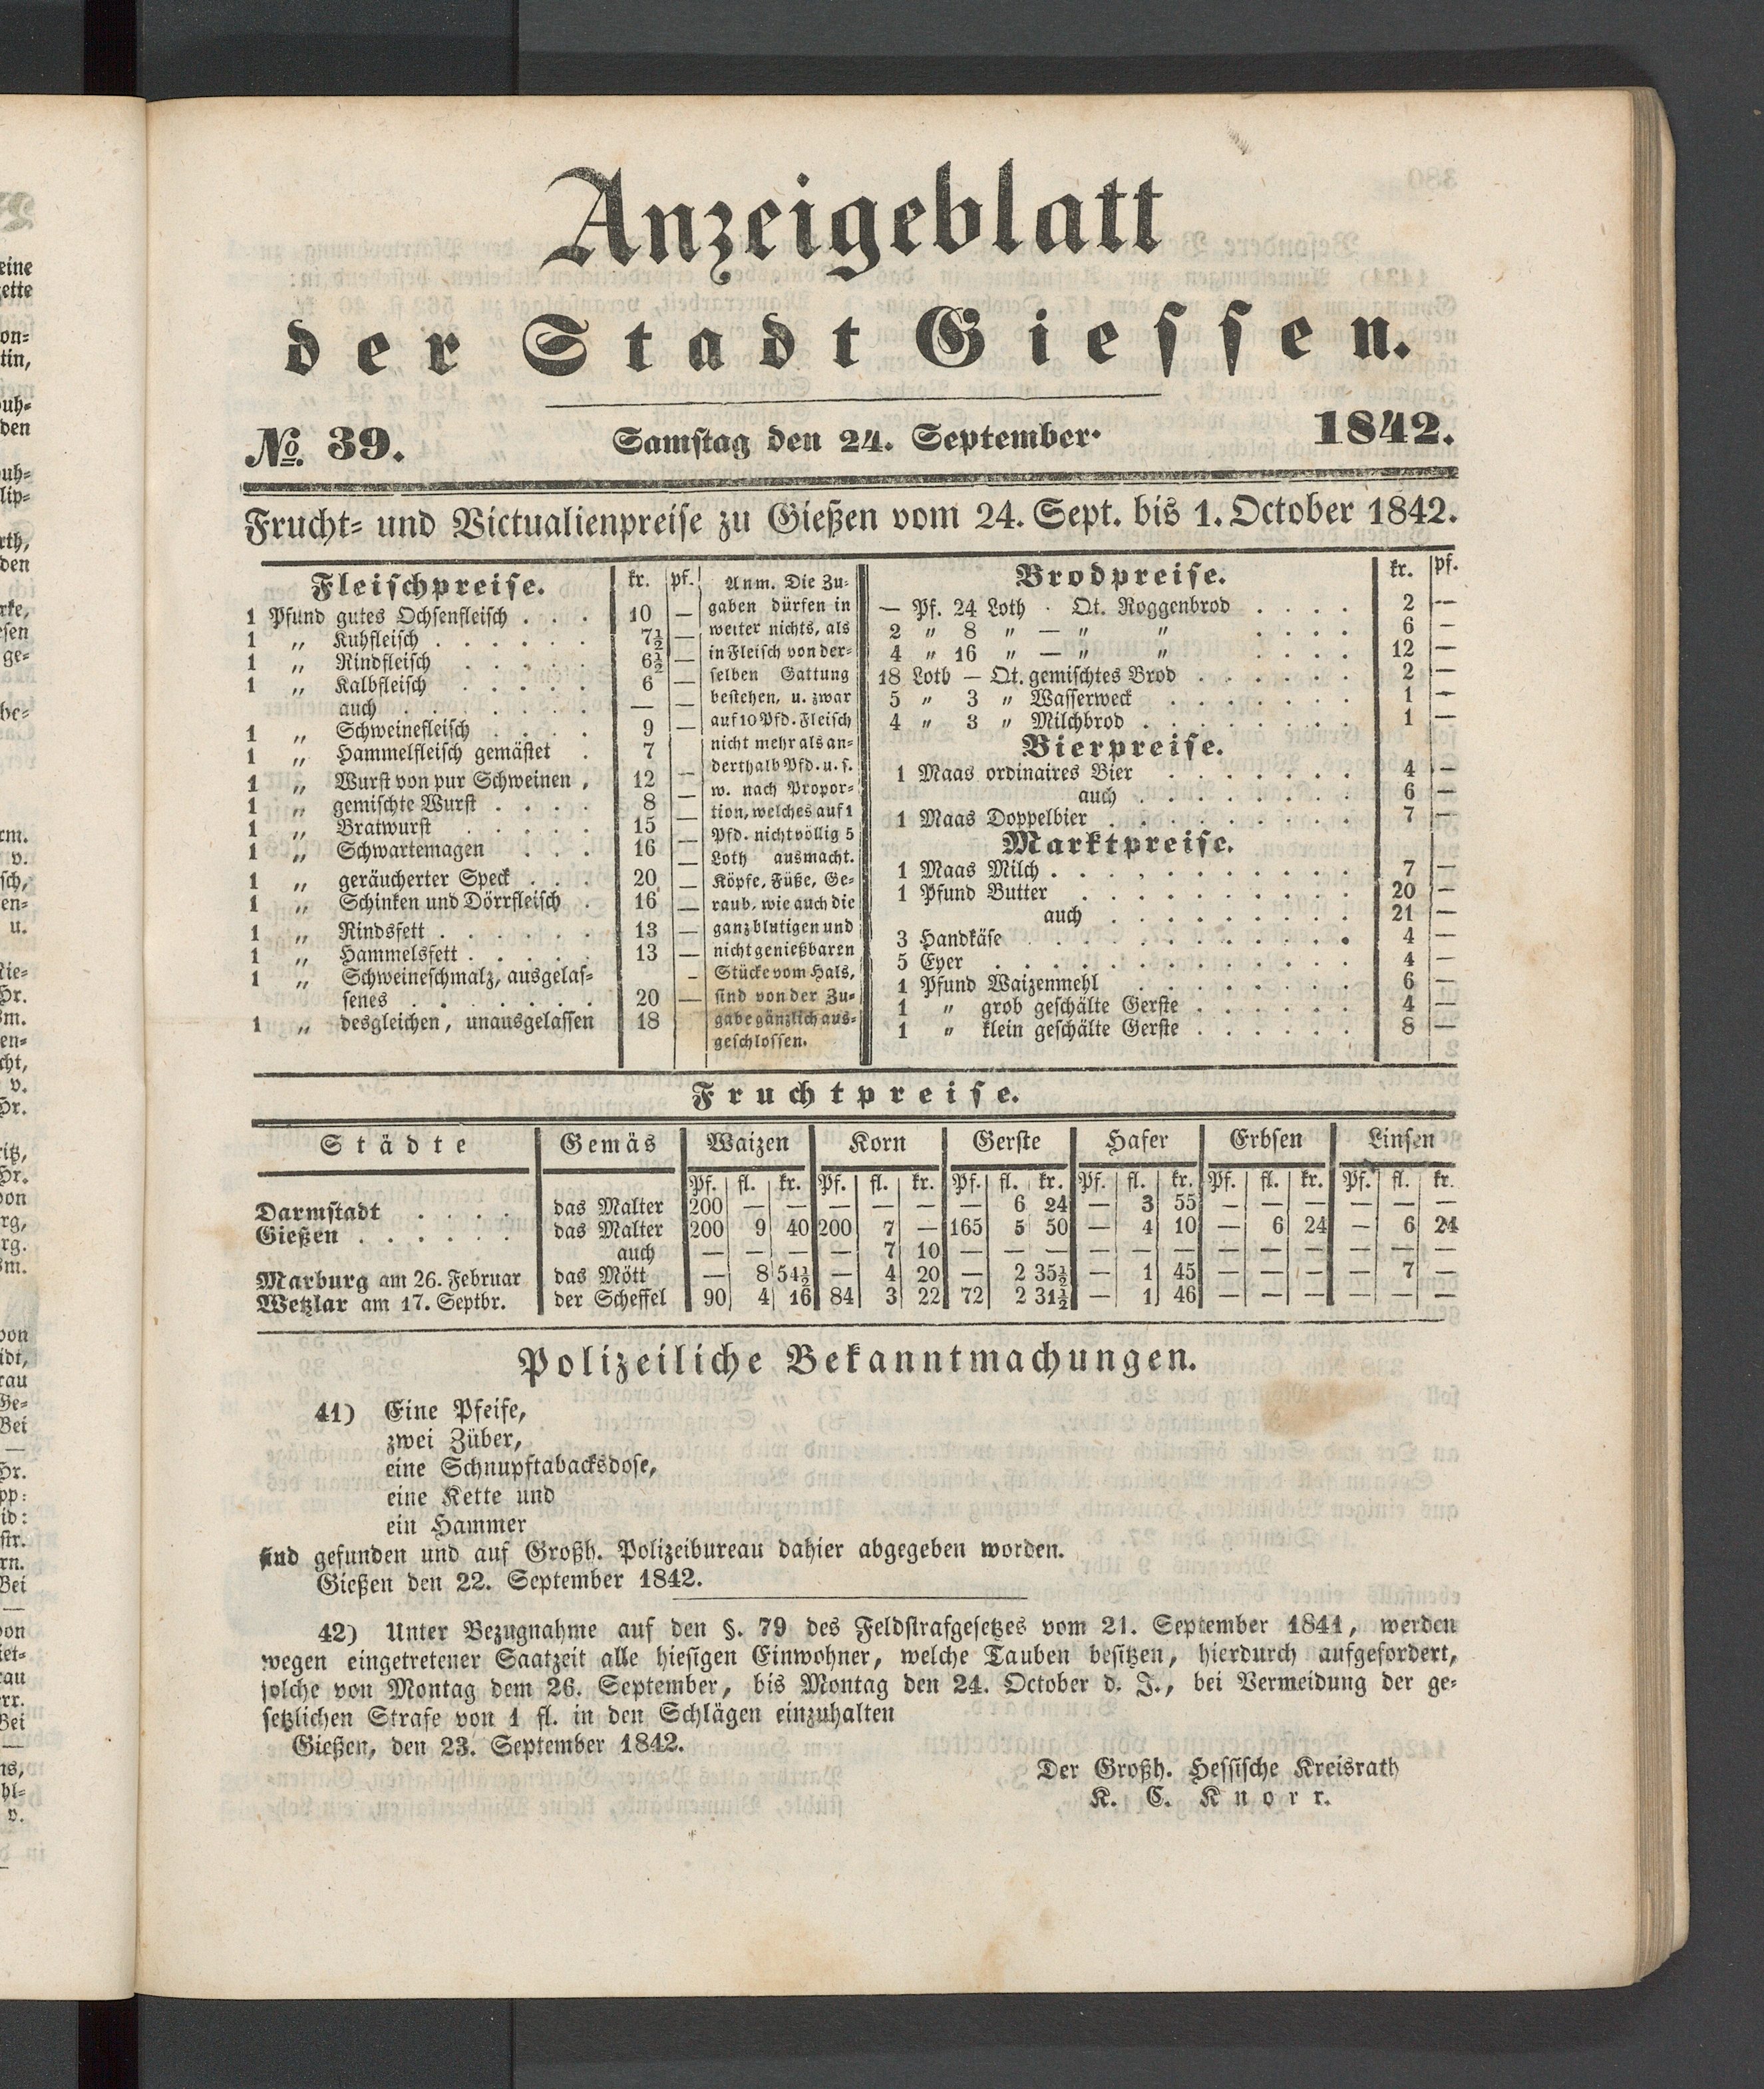 Anzeigeblatt
der Stadt Giessen.
No. 39. Samstag den 24. September. 1842.
Frucht- und Victualienpreise zu Gießen vom 24. Sept. bis 1. October 1842.
Fleischpreise. kr. pf.
1 Pfund gutes Ochsenfleisch . . . 10 —
1 „ Kuhfleisch . . . . . . 7½ —
1 „ Rindfleisch . . . . . 6½ —
1 „ Kalbfleisch . . . . . 6 —
auch . . . . . . . — —
1 „ Schweinefleisch . . . . 9 —
1 „ Hammelfleisch gemästet . 7
1 „ Wurst von pur Schweinen . 12 —
1 „ gemischte Wurst . . . . 8 —
1 „ Bratwurst . . . . . 15 —
1 „ Schwartemagen . . . 16 —
1 „ geräucherter Speck . . . 20 —
1 „ Schinken und Dörrfleisch . 16 —
1 „ Rindsfett . . . . . . 13 —
1 „ Hammelsfett . . . . . 13 —
1 „ Schweineschmalz, ausgelas-
senes . . . . . . . 20 —
1 „ desgleichen, unausgelassen 18
Anm. Die Zu-
gaben dürfen in
weiter nichts, als
in Fleisch von der-
selben Gattung
bestehen, u. zwar
auf 10 Pfd. Fleisch
nicht mehr als an-
derthalb Pfd. u. s.
w. nach Propor-
tion, welches auf 1
Pfd. nicht völlig 5
Loth ausmacht.
Köpfe, Füße, Ge-
raub, wie auch die
ganz blutigen und
nicht genießbaren
Stücke vom Hals,
sind von der Zu-
gabe gänzlich aus-
geschlossen.
Brodpreise. kr. pf.
— Pf. 24 Loth · Qt. Roggenbrod . . . . 2 —
2 „ 8 „ — „ „ . . . . 6 —
4 „ 16 „ — „ „ . . . . 12 —
18 Loth — Qt. gemischtes Brod . . . . . . 2 —
5 „ 3 „ Wasserweck . . . . . . . 1 —
4 „ 3 „ Milchbrod . . . . . . . . 1 —
Bierpreise.
1 Maas ordinaires Bier . . . . . . . 4 —
auch . . . . . . . . 6 —
1 Maas Doppelbier . . . . . . . . . 7 —
Marktpreise.
1 Maas Milch . . . . . . . . . . . 7 —
1 Pfund Butter . . . . . . . . . . 20 —
auch . . . . . . . . . 21 —
3 Handkäse . . . . . . . . . . . 4 —
5 Eyer . . . . . . . . . . . . 4 —
1 Pfund Waizenmehl . . . . . . . . 6 —
1 „ grob geschälte Gerste . . . . . . 4 —
1 „ klein geschälte Gerste . . . . . . 8 —
Fruchtpreise.
Städte Gemäs Waizen Korn Gerste Hafer Erbsen Linsen
Pf. fl. kr. Pf. fl. kr. Pf. fl. kr. Pf. fl. kr. Pf. fl. kr. Pf. fl. kr.
Darmstadt . . . . das Malter 200 — — — — — — 6 24 — 3 55 — — — — — —
Gießen . . . . . . das Malter 200 9 40 200 7 — 165 5 50 — 4 10 — 6 24 — 6 24
auch — — — — 7 10 — — — — — — — — — — — —
Marburg am 26. Februar das Mött — 8 54½ — 4 20 — 2 35½ — 1 45 — — — — 7 —
Wetzlar am 17. Septbr. der Scheffel 90 4 16 84 3 22 72 2 31½ — 1 46 — — — — — —
Polizeiliche Bekanntmachungen.
41) Eine Pfeife,
zwei Züber,
eine Schnupftabacksdose,
eine Kette und
ein Hammer
sind gefunden und auf Großh. Polizeibureau dahier abgegeben worden.
Gießen den 22. September 1842.
42) Unter Bezugnahme auf den §. 79 des Feldstrafgesetzes vom 21. September 1841, werden
wegen eingetretener Saatzeit alle hiesigen Einwohner, welche Tauben besitzen, hierdurch aufgefordert,
solche von Montag dem 26. September, bis Montag den 24. October d. J., bei Vermeidung der ge-
setzlichen Strafe von 1 fl. in den Schlägen einzuhalten
Gießen, den 23. September 1842.
Der Großh. Hessische Kreisrath
K. C. Knorr.